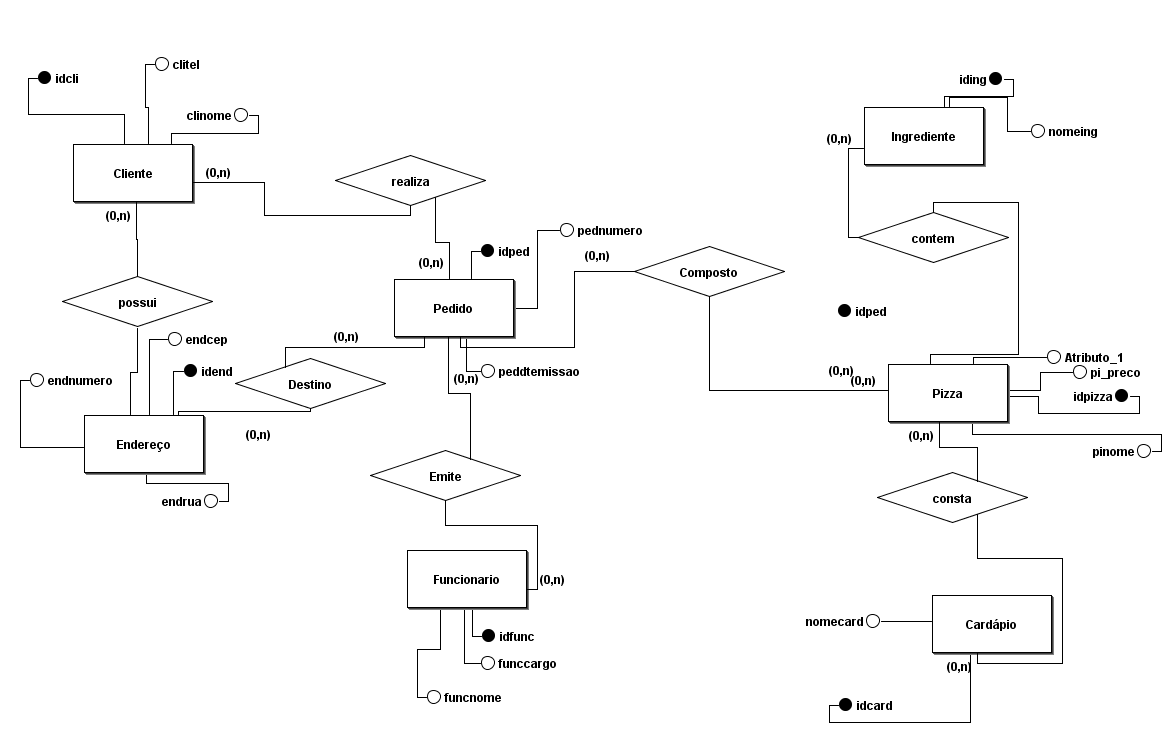 clitel
idcli
iding
clinome
nomeing
Ingrediente
(0,n)
Cliente
(0,n)
realiza
(0,n)
pednumero
contem
idped
(0,n)
(0,n)
Composto
possui
Pedido
idped
endcep
(0,n)
Atributo_1
idend
peddtemissao
(0,n)
pi_preco
endnumero
(0,n)
(0,n)
Destino
Pizza
idpizza
(0,n)
(0,n)
Endereço
pinome
Emite
consta
endrua
Funcionario
(0,n)
nomecard
Cardápio
idfunc
funccargo
(0,n)
funcnome
idcard